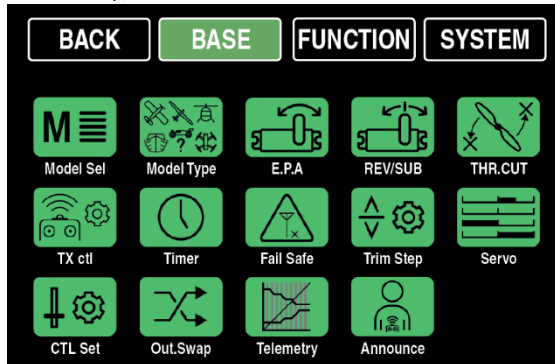 BACK BASE FUNCTION SYSTEM
M
Model Sel Model Type E.P.A REV/SUB THR.CUT
TX ctl Timer Fail Safe Trim Step Servo
CTL Set Out.Swap Telemetry Announce